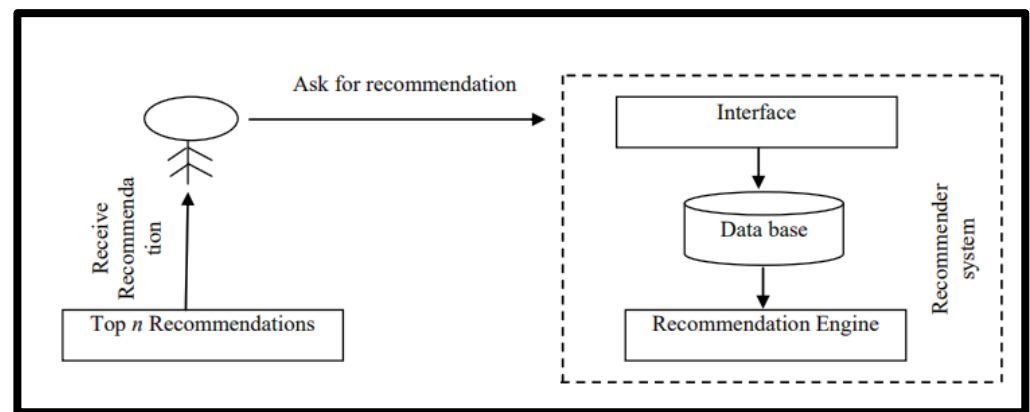 Ask for recommendation
Interface
Data base
Recommendation Engine
Recommender
system
Receive
Recommenda
tion
Top n Recommendations